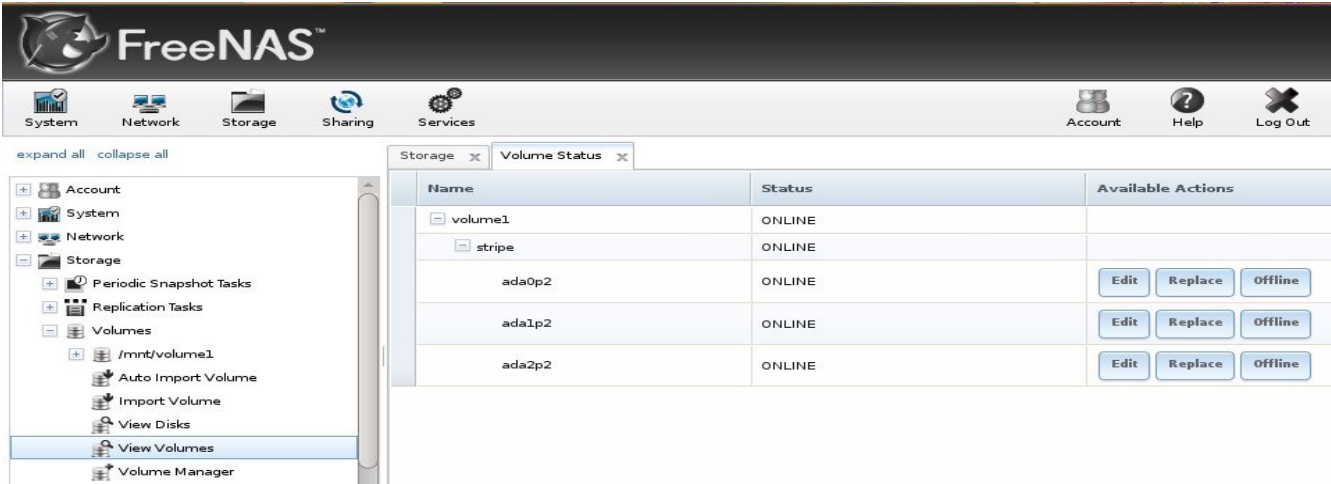 FreeNAS™
System Network Storage Sharing Services Account Help Log Out
expand all collapse all
Storage x Volume Status x
Account
System
Network
Storage
Periodic Snapshot Tasks
Replication Tasks
Volumes
/mnt/volume1
Auto Import Volume
Import Volume
View Disks
View Volumes
Volume Manager
Name Status Available Actions
volume1 ONLINE
stripe ONLINE
ada0p2 ONLINE Edit Replace Offline
ada1p2 ONLINE Edit Replace Offline
ada2p2 ONLINE Edit Replace Offline